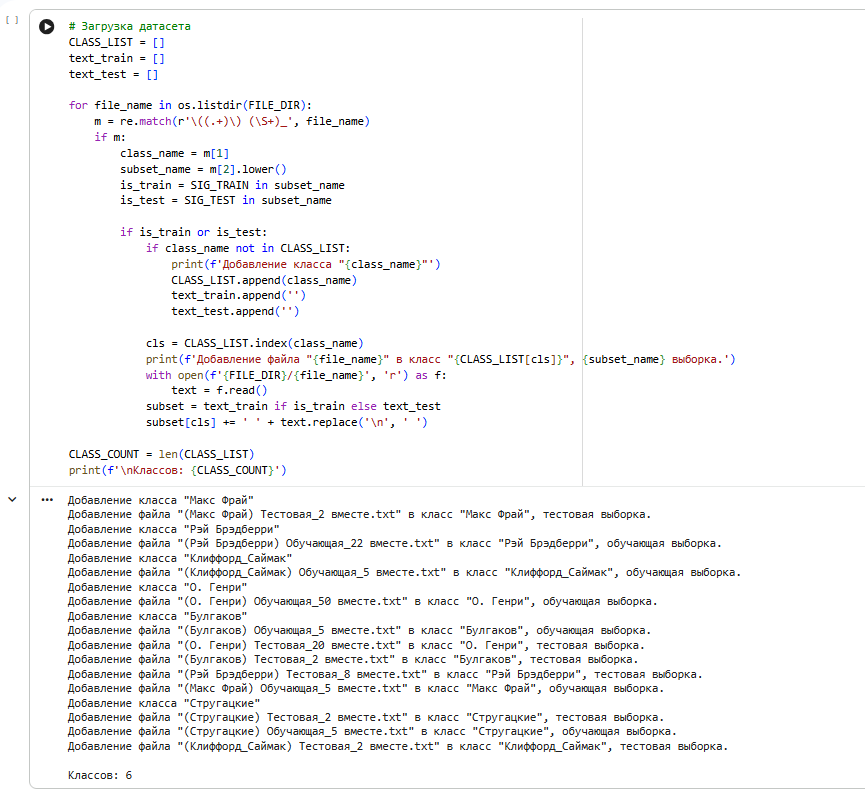 [ ]
# Загрузка датасета
CLASS_LIST = []
text_train = []
text_test = []

for file_name in os.listdir(FILE_DIR):
    m = re.match(r'\((.+)\) (\S+)_', file_name)
    if m:
        class_name = m[1]
        subset_name = m[2].lower()
        is_train = SIG_TRAIN in subset_name
        is_test = SIG_TEST in subset_name

        if is_train or is_test:
            if class_name not in CLASS_LIST:
                print(f'Добавление класса "{class_name}"')
                CLASS_LIST.append(class_name)
                text_train.append('')
                text_test.append('')

            cls = CLASS_LIST.index(class_name)
            print(f'Добавление файла "{file_name}" в класс "{CLASS_LIST[cls]}", {subset_name} выборка.')
            with open(f'{FILE_DIR}/{file_name}', 'r') as f:
                text = f.read()
            subset = text_train if is_train else text_test
            subset[cls] += ' ' + text.replace('\n', ' ')

CLASS_COUNT = len(CLASS_LIST)
print(f'\nКлассов: {CLASS_COUNT}')

Добавление класса "Макс Фрай"
Добавление файла "(Макс Фрай) Тестовая_2 вместе.txt" в класс "Макс Фрай", тестовая выборка.
Добавление класса "Рэй Брэдберри"
Добавление файла "(Рэй Брэдберри) Обучающая_22 вместе.txt" в класс "Рэй Брэдберри", обучающая выборка.
Добавление класса "Клиффорд_Саймак"
Добавление файла "(Клиффорд_Саймак) Обучающая_5 вместе.txt" в класс "Клиффорд_Саймак", обучающая выборка.
Добавление класса "О. Генри"
Добавление файла "(О. Генри) Обучающая_50 вместе.txt" в класс "О. Генри", обучающая выборка.
Добавление класса "Булгаков"
Добавление файла "(Булгаков) Обучающая_5 вместе.txt" в класс "Булгаков", обучающая выборка.
Добавление файла "(О. Генри) Тестовая_20 вместе.txt" в класс "О. Генри", тестовая выборка.
Добавление файла "(Булгаков) Тестовая_2 вместе.txt" в класс "Булгаков", тестовая выборка.
Добавление файла "(Рэй Брэдберри) Тестовая_8 вместе.txt" в класс "Рэй Брэдберри", тестовая выборка.
Добавление файла "(Макс Фрай) Обучающая_5 вместе.txt" в класс "Макс Фрай", обучающая выборка.
Добавление класса "Стругацкие"
Добавление файла "(Стругацкие) Тестовая_2 вместе.txt" в класс "Стругацкие", тестовая выборка.
Добавление файла "(Стругацкие) Обучающая_5 вместе.txt" в класс "Стругацкие", обучающая выборка.
Добавление файла "(Клиффорд_Саймак) Тестовая_2 вместе.txt" в класс "Клиффорд_Саймак", тестовая выборка.

Классов: 6